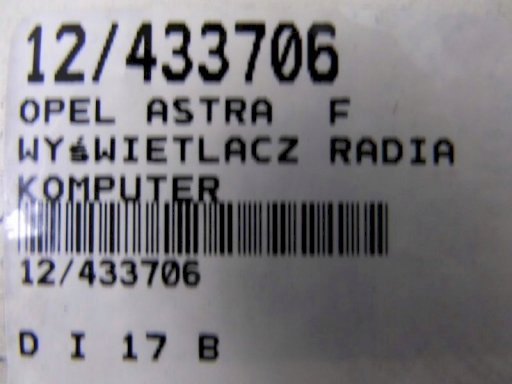 12/433706
OPEL ASTRA F
WYśWIETLACZ RADIA
KOMPUTER
12/433706
D I 17 B